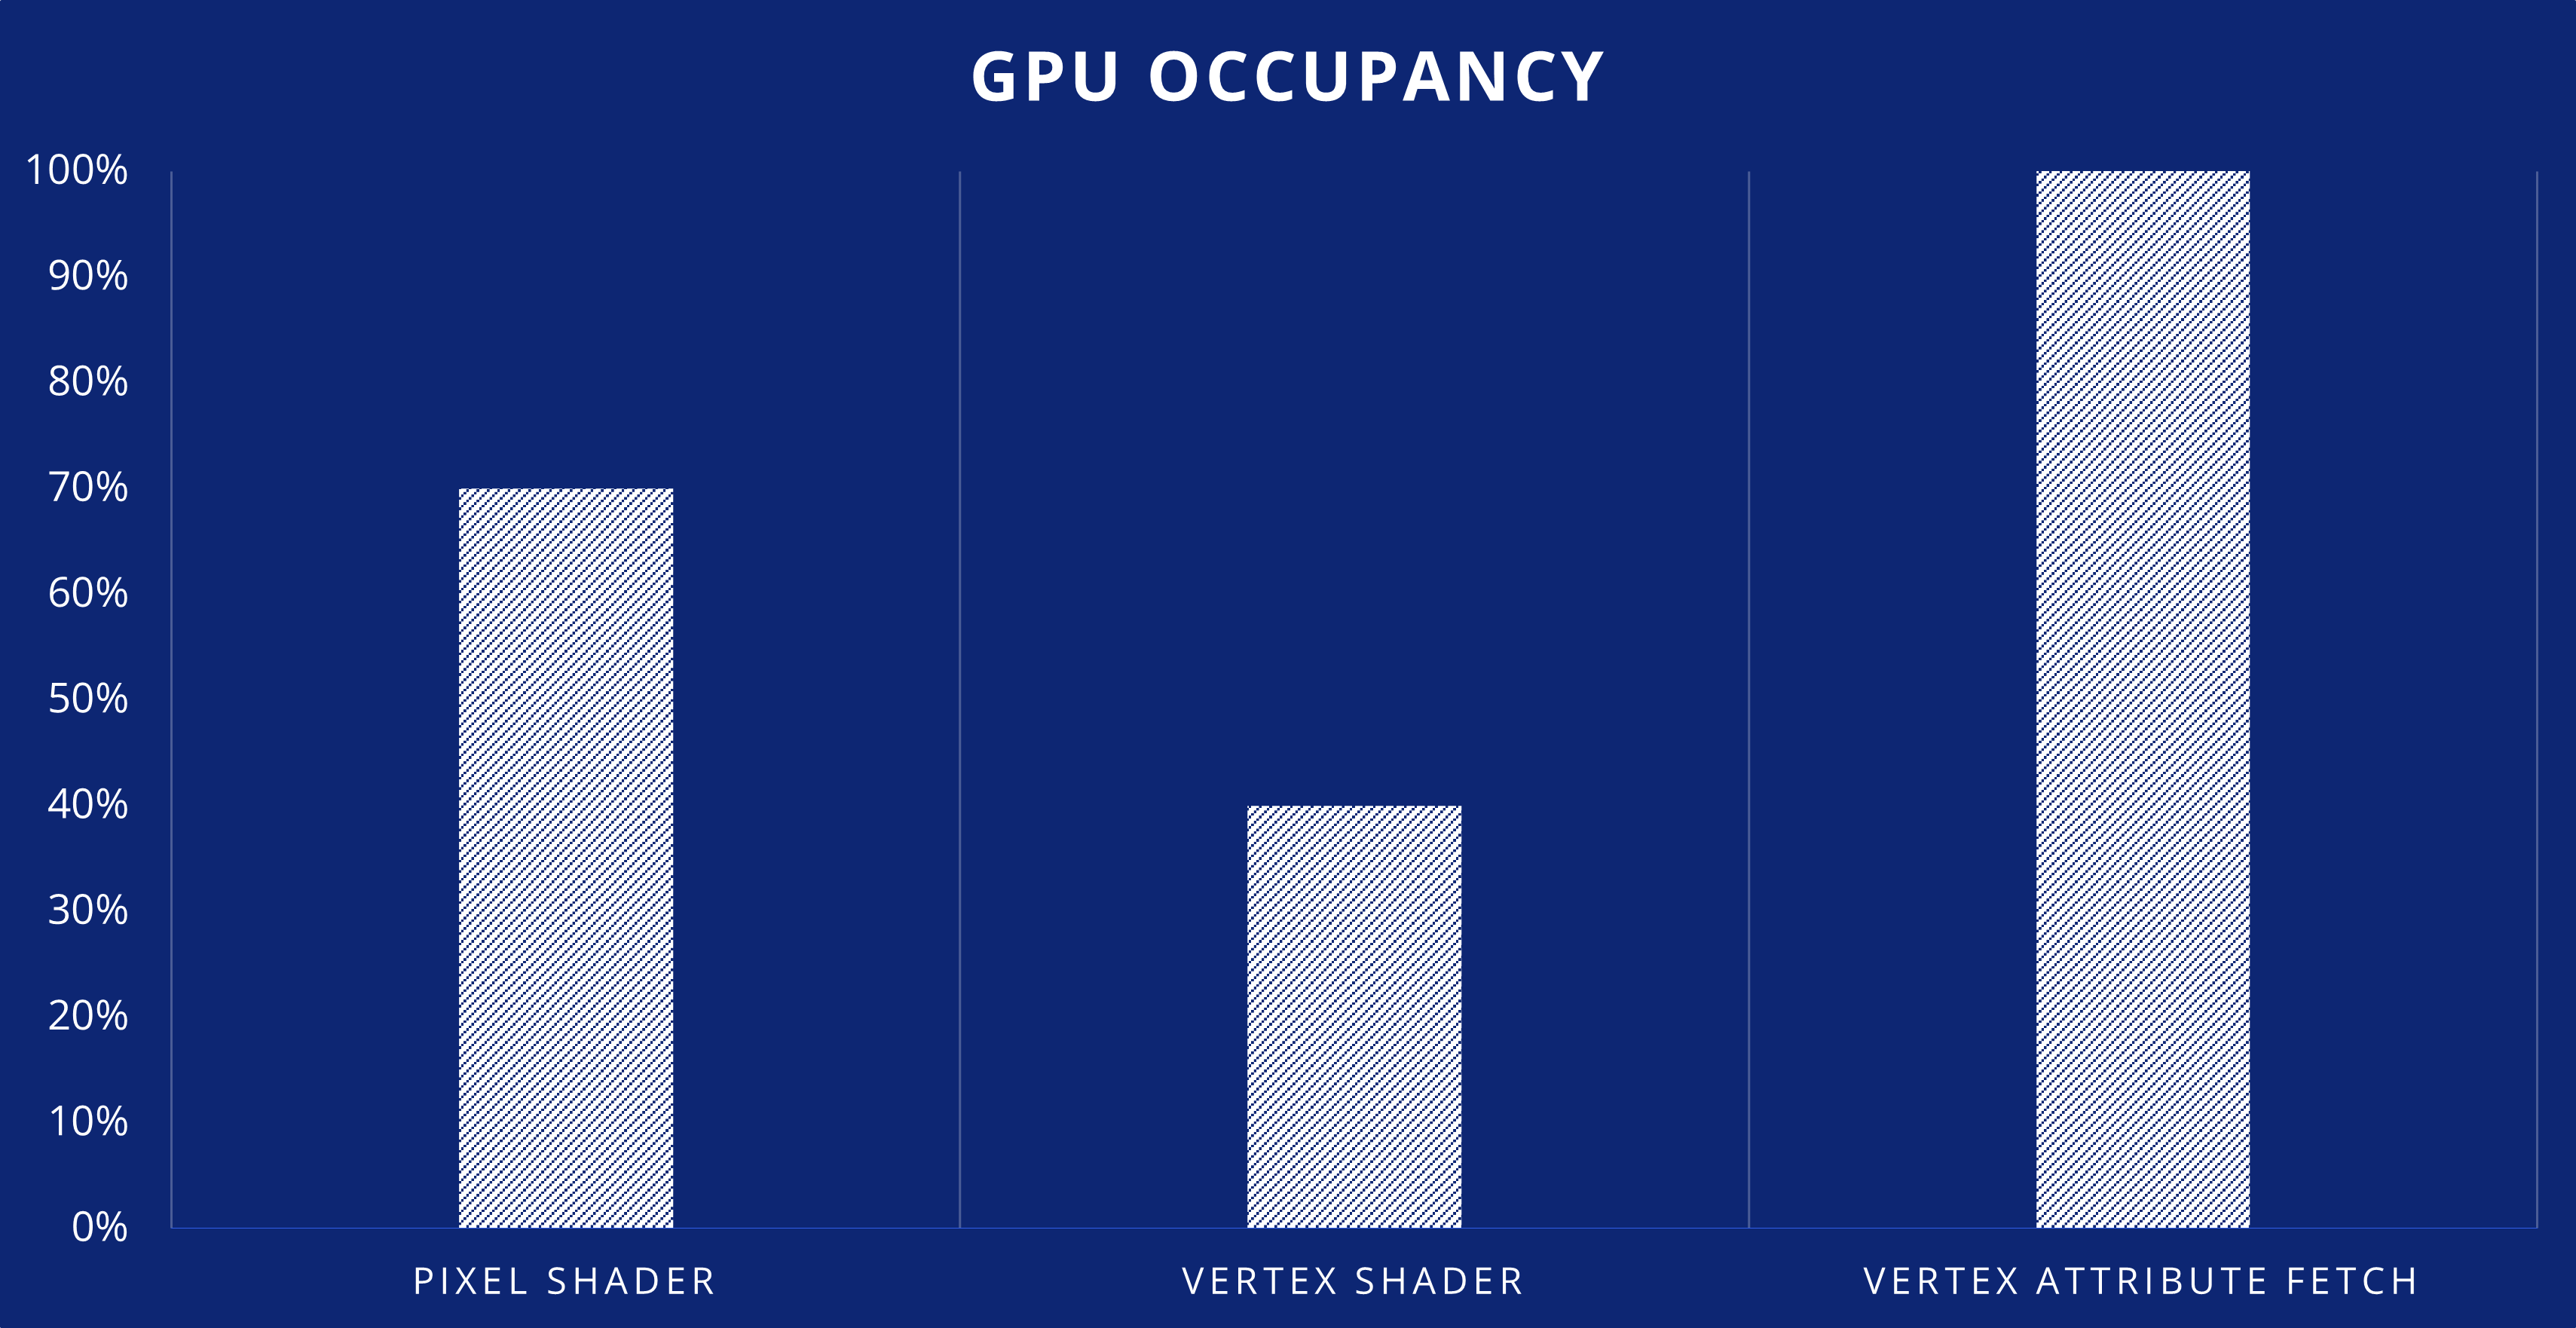 GPU OCCUPANCY
100%
90%
80%
70%
60%
50%
40%
30%
20%
10%
0%
PIXEL SHADER
VERTEX SHADER
VERTEX ATTRIBUTE FETCH